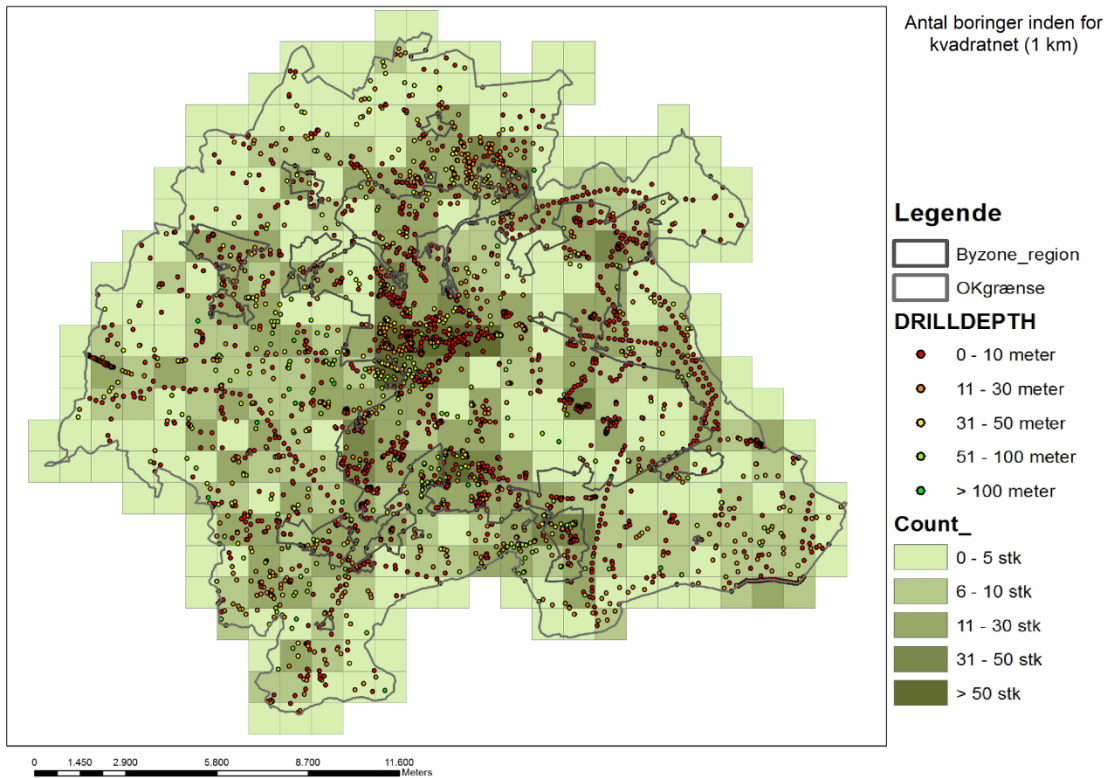 Antal boringer inden for
kvadratnet (1 km)
Legende
Byzone_region
OKgrænse
DRILLDEPTH
0 - 10 meter
11 - 30 meter
31 - 50 meter
51 - 100 meter
> 100 meter
Count_
0 - 5 stk
6 - 10 stk
11 - 30 stk
31 - 50 stk
> 50 stk
0 1.450 2.900 5.800 8.700 11.600
Meters